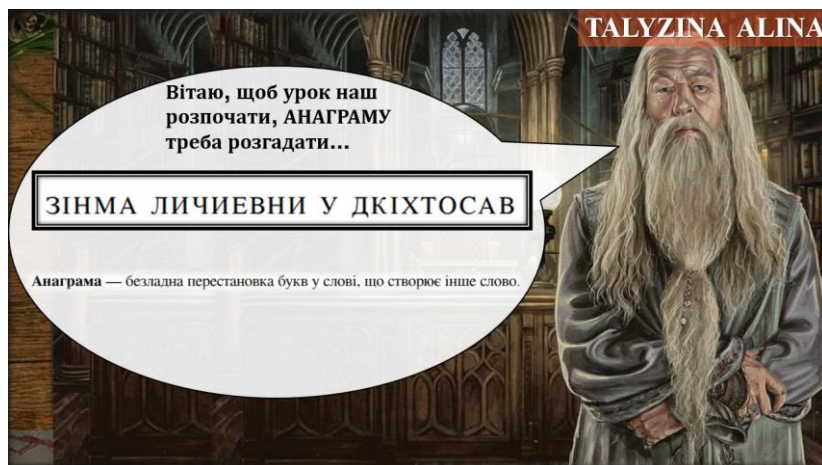 TALYZINA ALINA
Вітаю, щоб урок наш
розпочати, АНАГРАМУ
треба розгадати...
ЗІНМА ЛИЧИЕВНИ У ДКІХТОСАВ
Анаграма — безладна перестановка букв у слові, що створює інше слово.